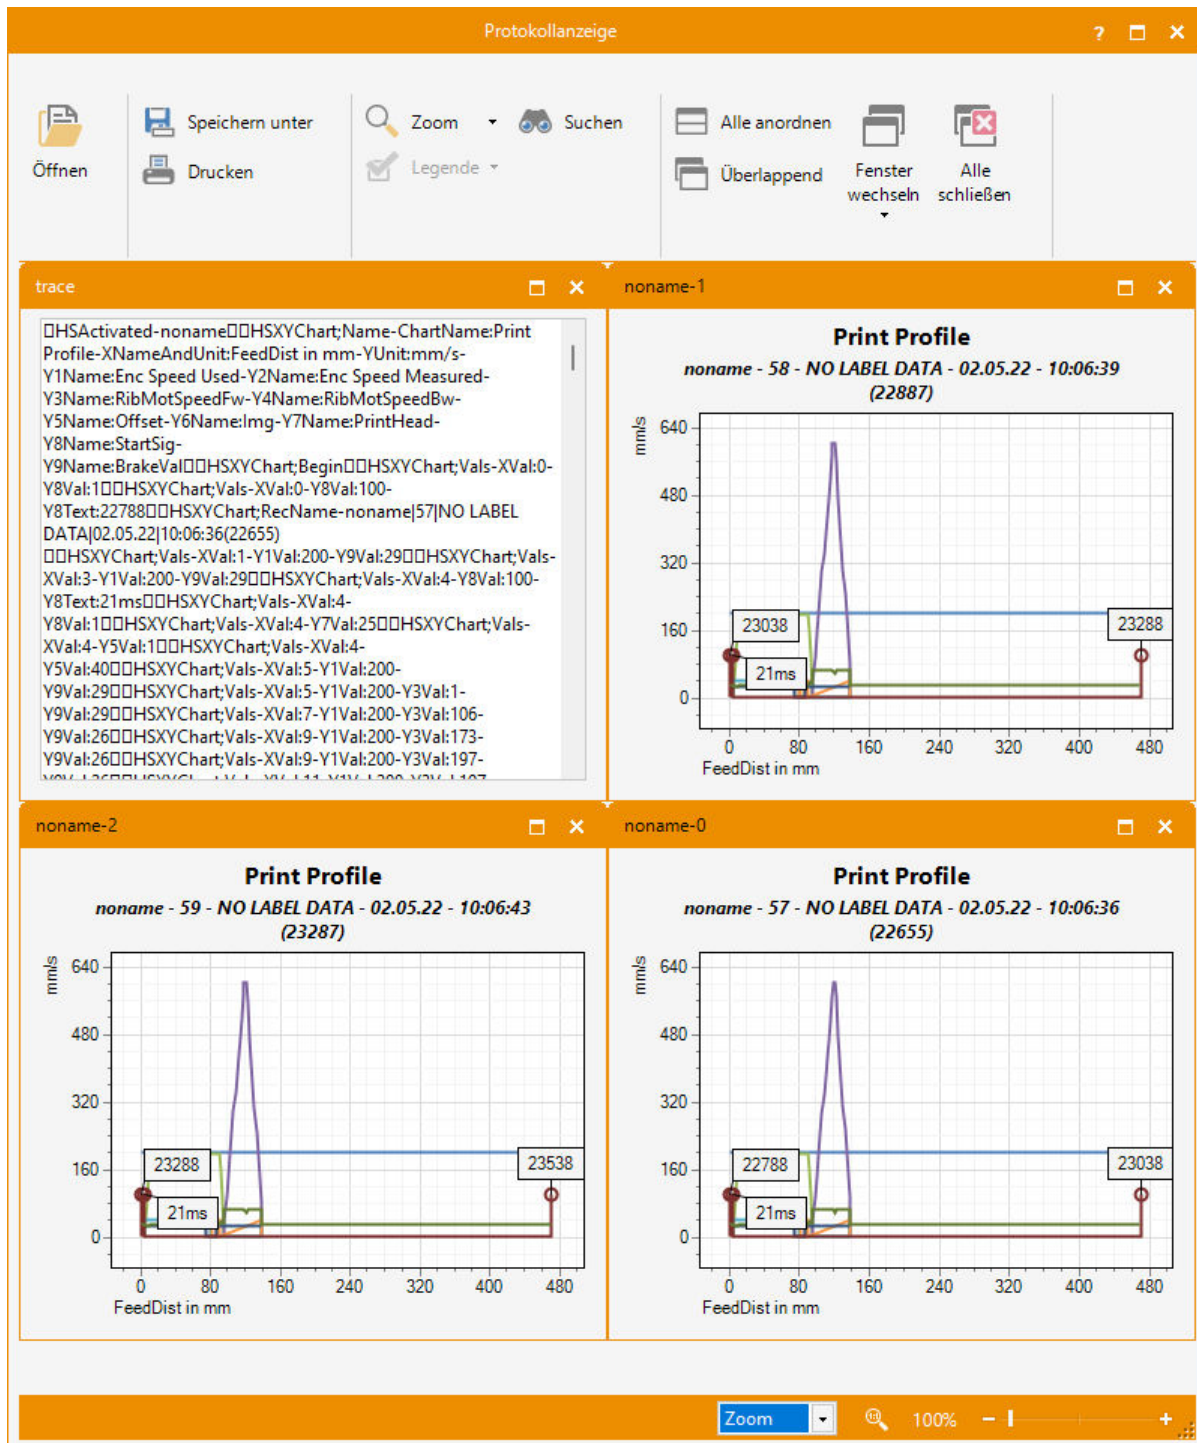 Protokollanzeige
?
Öffnen
Speichern unter
Drucken
Zoom
Suchen
Legende
Alle anordnen
Überlappend
Fenster
wechseln
Alle
schließen
trace
▯HSActivated-noname▯▯HSXYChart;Name-ChartName:Print
Profile-XNameAndUnit:FeedDist in mm-YUnit:mm/s-
Y1Name:Enc Speed Used-Y2Name:Enc Speed Measured-
Y3Name:RibMotSpeedFw-Y4Name:RibMotSpeedBw-
Y5Name:Offset-Y6Name:Img-Y7Name:PrintHead-
Y8Name:StartSig-
Y9Name:BrakeVal▯▯HSXYChart;Begin▯▯HSXYChart;Vals-XVal:0-
Y8Val:1▯▯HSXYChart;Vals-XVal:0-Y8Val:100-
Y8Text:22788▯▯HSXYChart;RecName-noname|57|NO LABEL
DATA|02.05.22|10:06:36(22655)
▯▯HSXYChart;Vals-XVal:1-Y1Val:200-Y9Val:29▯▯HSXYChart;Vals-
XVal:3-Y1Val:200-Y9Val:29▯▯HSXYChart;Vals-XVal:4-Y8Val:100-
Y8Text:21ms▯▯HSXYChart;Vals-XVal:4-
Y8Val:1▯▯HSXYChart;Vals-XVal:4-Y7Val:25▯▯HSXYChart;Vals-
XVal:4-Y5Val:1▯▯HSXYChart;Vals-XVal:4-
Y5Val:40▯▯HSXYChart;Vals-XVal:5-Y1Val:200-
Y9Val:29▯▯HSXYChart;Vals-XVal:5-Y1Val:200-Y3Val:1-
Y9Val:29▯▯HSXYChart;Vals-XVal:7-Y1Val:200-Y3Val:106-
Y9Val:26▯▯HSXYChart;Vals-XVal:9-Y1Val:200-Y3Val:173-
Y9Val:26▯▯HSXYChart;Vals-XVal:9-Y1Val:200-Y3Val:197-
noname-1
Print Profile
noname - 58 - NO LABEL DATA - 02.05.22 - 10:06:39
(22887)
mm/s
640
480
320
160
0
23038
21ms
23288
0 80 160 240 320 400 480
FeedDist in mm
noname-2
Print Profile
noname - 59 - NO LABEL DATA - 02.05.22 - 10:06:43
(23287)
mm/s
640
480
320
160
0
23288
21ms
23538
0 80 160 240 320 400 480
FeedDist in mm
noname-0
Print Profile
noname - 57 - NO LABEL DATA - 02.05.22 - 10:06:36
(22655)
mm/s
640
480
320
160
0
22788
21ms
23038
0 80 160 240 320 400 480
FeedDist in mm
Zoom
1:1
100%